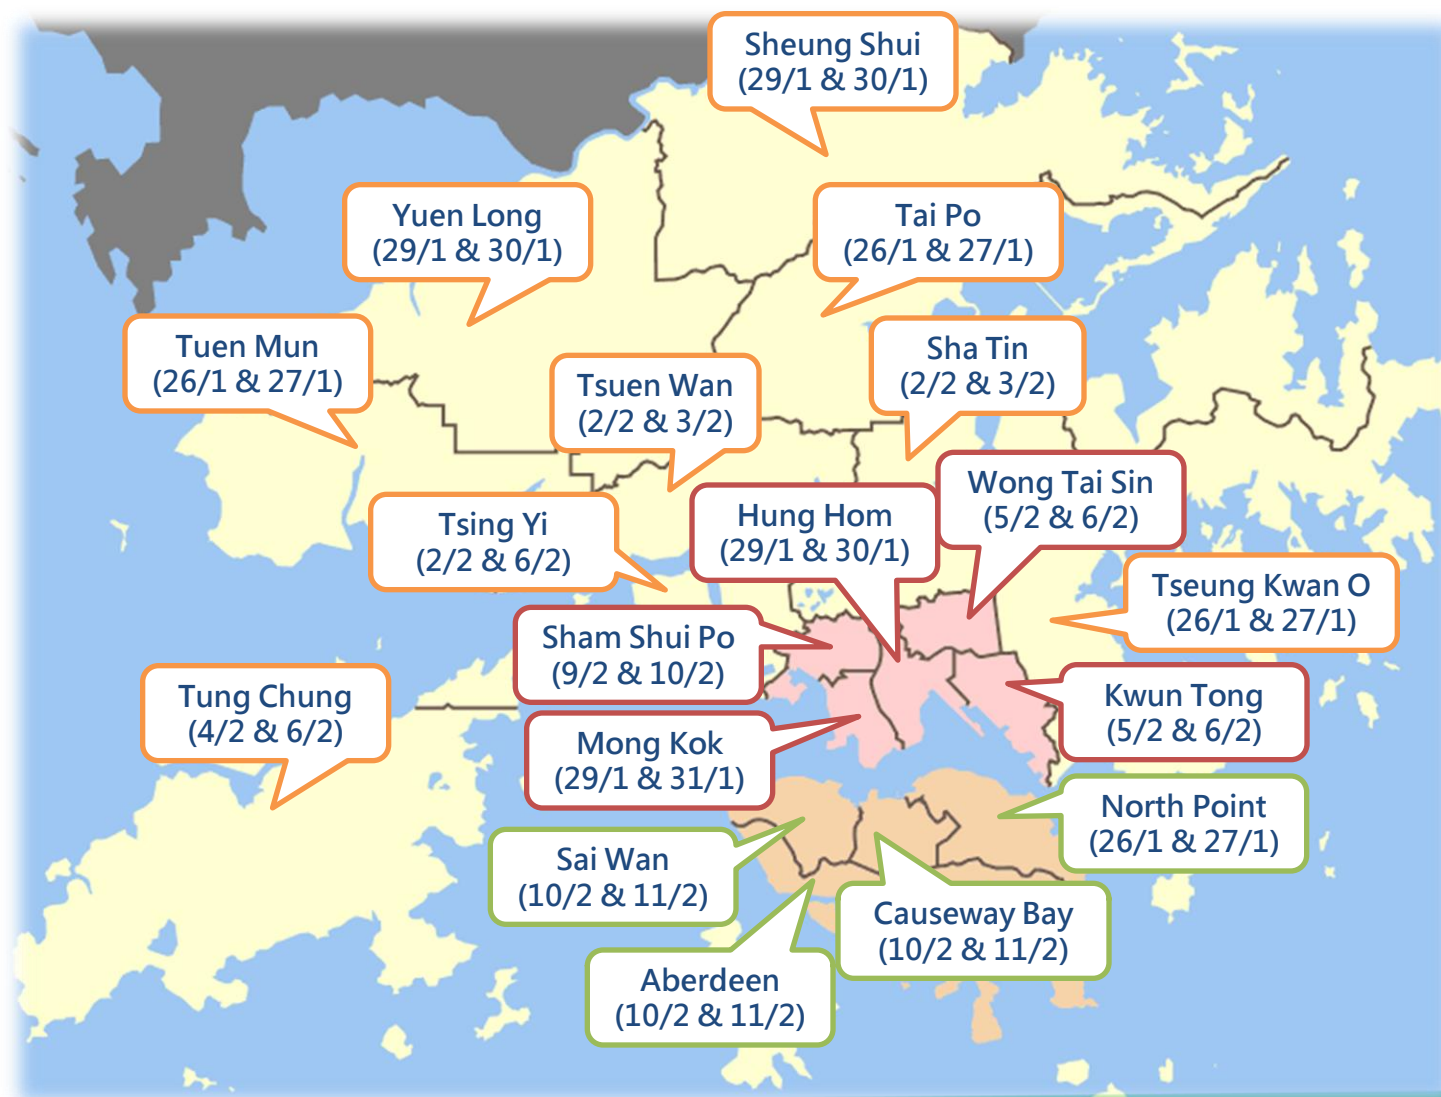 Sheung Shui
(29/1 & 30/1)
Yuen Long
(29/1 & 30/1)
Tai Po
(26/1 & 27/1)
Tuen Mun
(26/1 & 27/1)
Sha Tin
(2/2 & 3/2)
Tsuen Wan
(2/2 & 3/2)
Wong Tai Sin
(5/2 & 6/2)
Hung Hom
(29/1 & 30/1)
Tsing Yi
(2/2 & 6/2)
Tseung Kwan O
(26/1 & 27/1)
Sham Shui Po
(9/2 & 10/2)
Tung Chung
(4/2 & 6/2)
Kwun Tong
(5/2 & 6/2)
Mong Kok
(29/1 & 31/1)
North Point
(26/1 & 27/1)
Sai Wan
(10/2 & 11/2)
Causeway Bay
(10/2 & 11/2)
Aberdeen
(10/2 & 11/2)